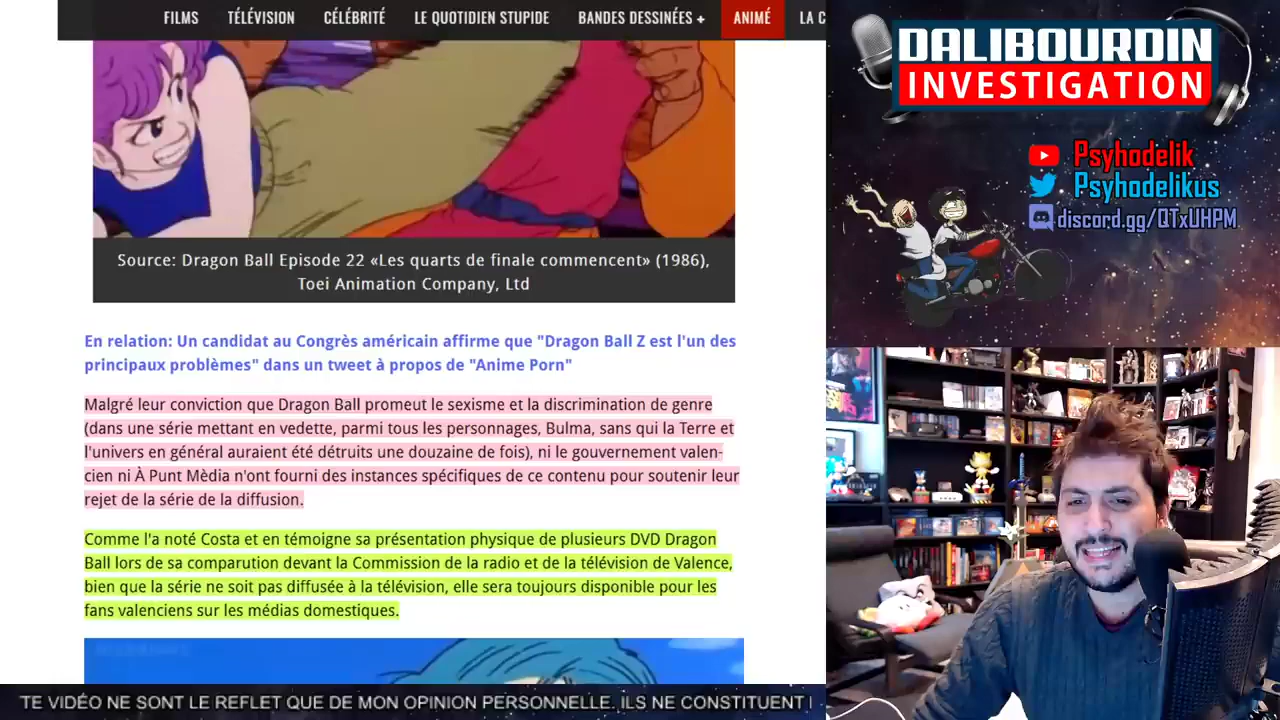 FILMS TÉLÉVISION CÉLÉBRITÉ LE QUOTIDIEN STUPIDE BANDES DESSINÉES + ANIMÉ LA C
Source: Dragon Ball Episode 22 «Les quarts de finale commencent» (1986),
Toei Animation Company, Ltd
En relation: Un candidat au Congrès américain affirme que "Dragon Ball Z est l'un des
principaux problèmes" dans un tweet à propos de "Anime Porn"
Malgré leur conviction que Dragon Ball promeut le sexisme et la discrimination de genre
(dans une série mettant en vedette, parmi tous les personnages, Bulma, sans qui la Terre et
l'univers en général auraient été détruits une douzaine de fois), ni le gouvernement valen-
cien ni À Punt Mèdia n'ont fourni des instances spécifiques de ce contenu pour soutenir leur
rejet de la série de la diffusion.
Comme l'a noté Costa et en témoigne sa présentation physique de plusieurs DVD Dragon
Ball lors de sa comparution devant la Commission de la radio et de la télévision de Valence,
bien que la série ne soit pas diffusée à la télévision, elle sera toujours disponible pour les
fans valenciens sur les médias domestiques.
DALIBOURDIN
INVESTIGATION
Psyhodelik
Psyhodelikus
discord.gg/QTxUHPM
TE VIDÉO NE SONT LE REFLET QUE DE MON OPINION PERSONNELLE. ILS NE CONSTITUENT